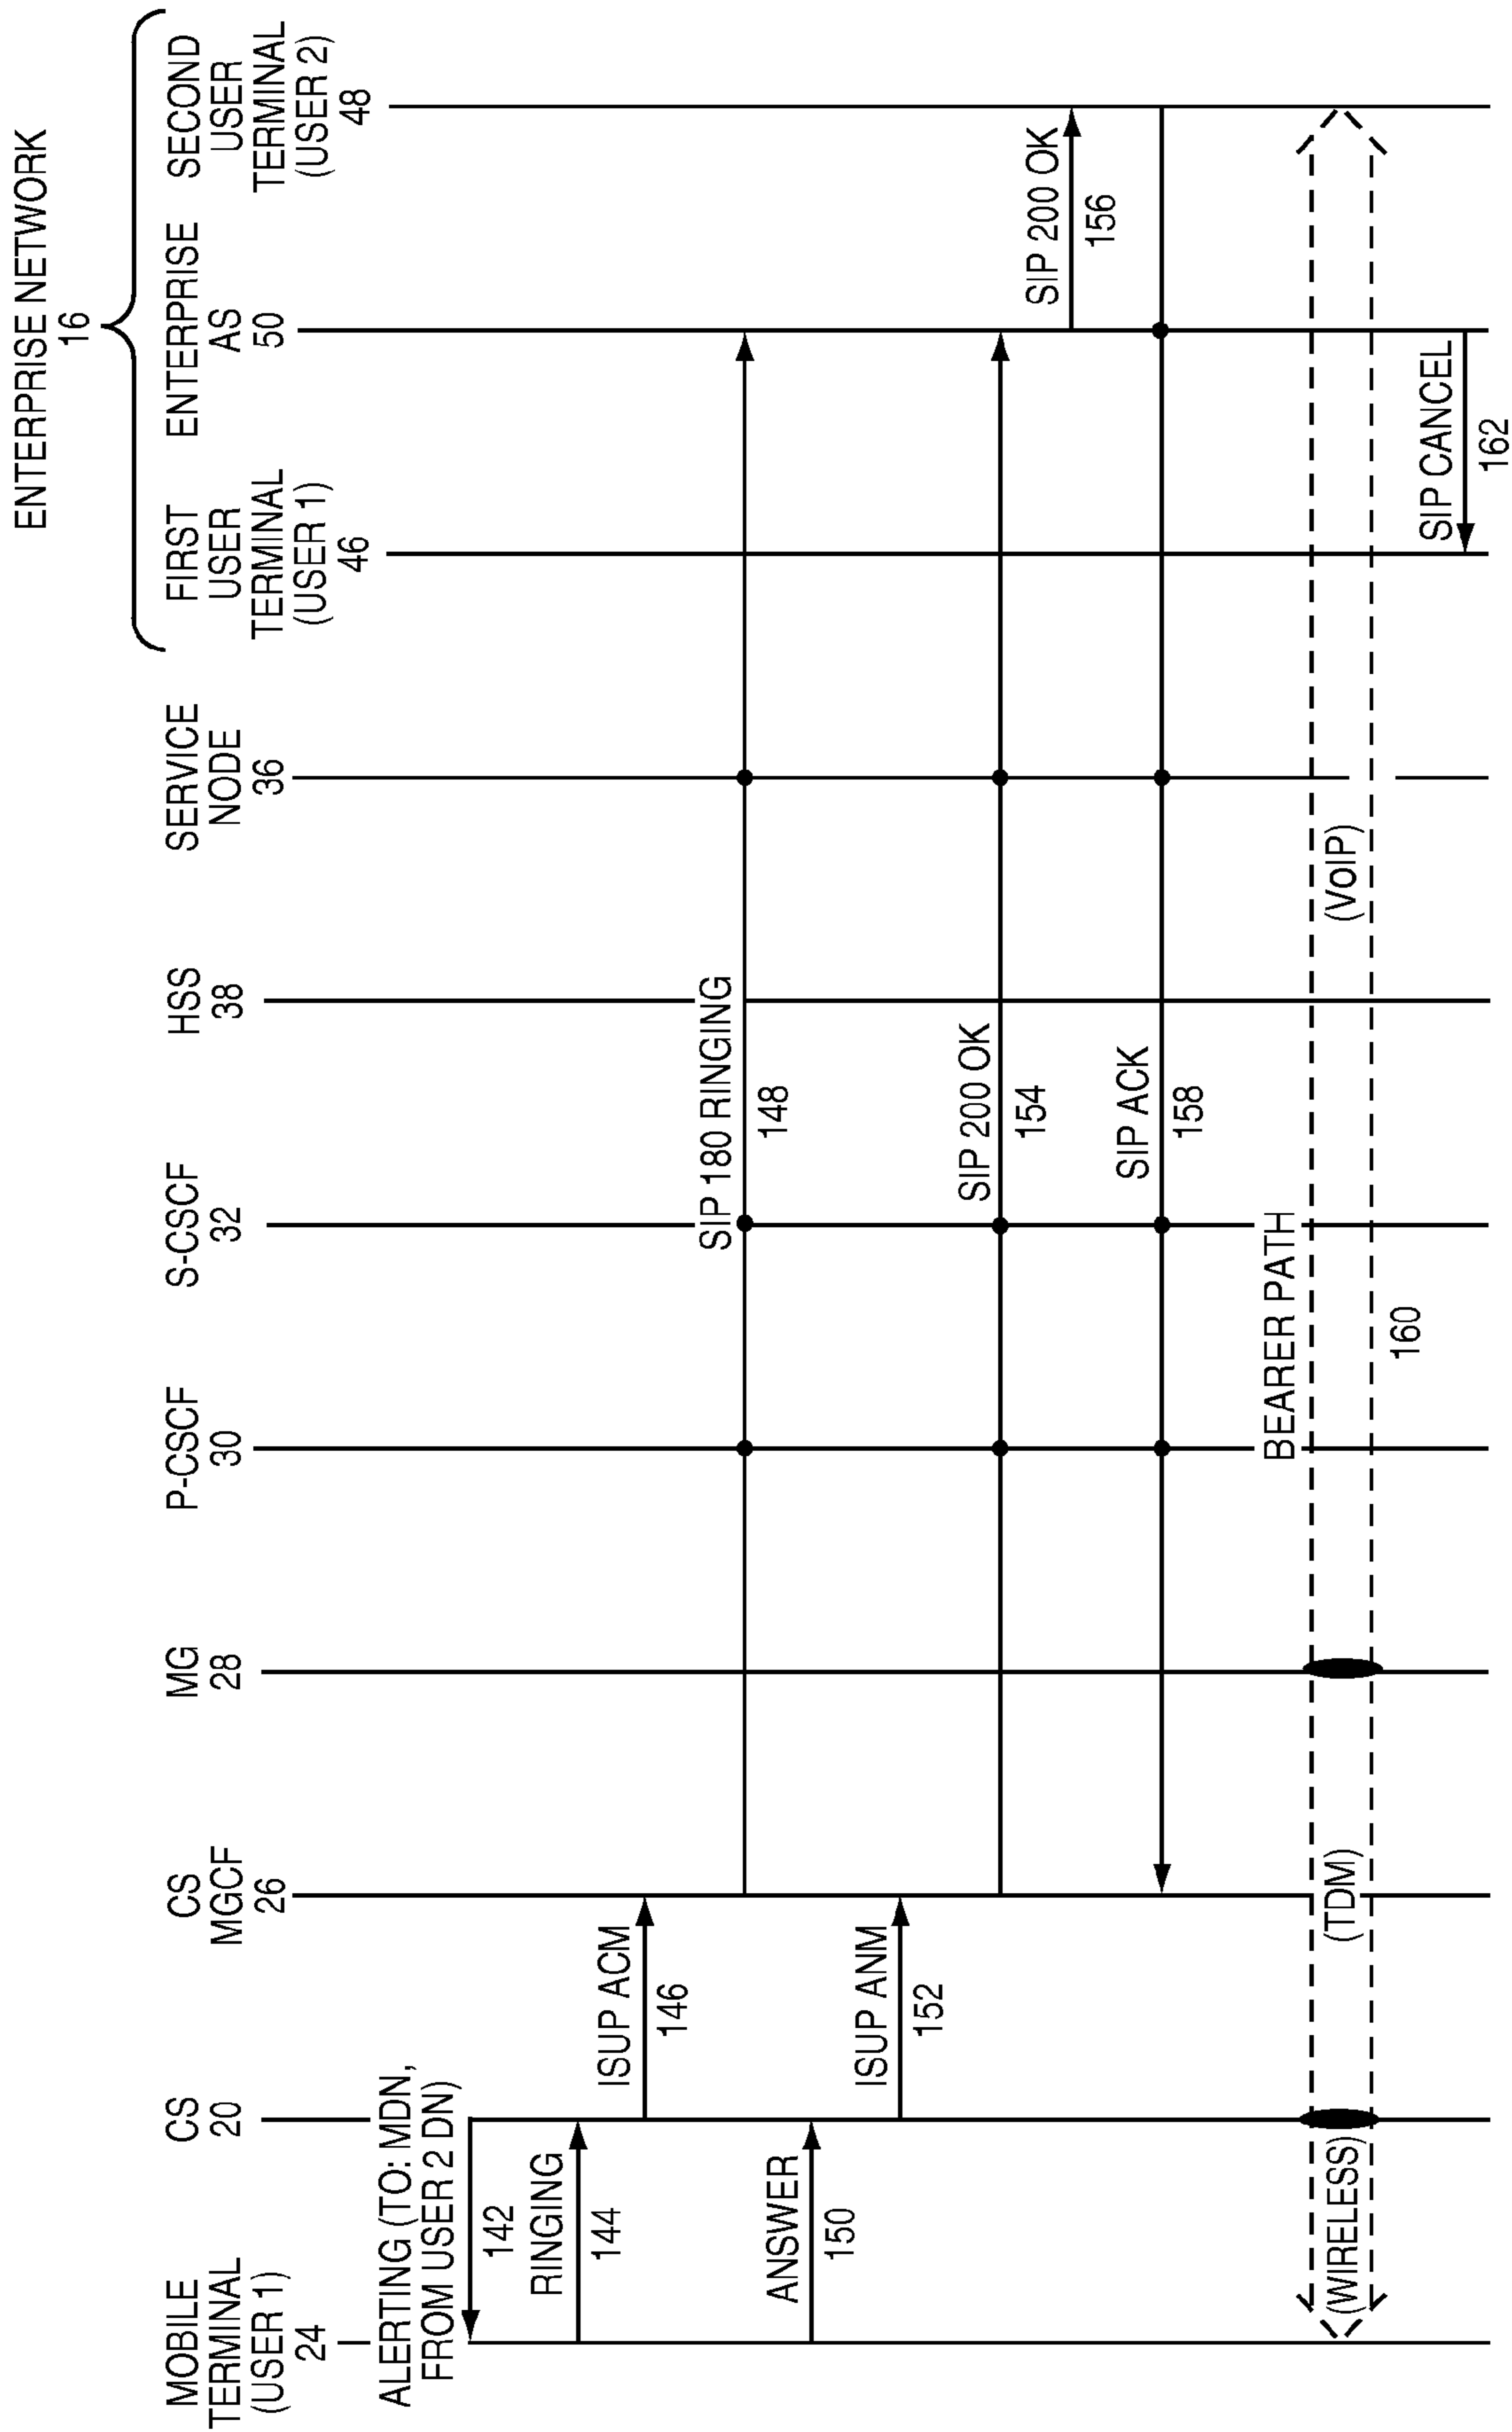 ENTERPRISE NETWORK
16
MOBILE
TERMINAL
(USER 1)
24
CS
20
CS
MGCF
26
MG
28
P-CSCF
30
S-CSCF
32
HSS
38
SERVICE
NODE
36
FIRST
USER
TERMINAL
(USER 1)
46
ENTERPRISE
AS
50
SECOND
USER
TERMINAL
(USER 2)
48
ALERTING (TO: MDN,
FROM USER 2 DN)
142
RINGING
144
ISUP ACM
146
SIP 180 RINGING
148
ANSWER
150
ISUP ANM
152
SIP 200 OK
154
SIP 200 OK
156
SIP ACK
158
BEARER PATH
(WIRELESS)
(TDM)
(VOIP)
160
SIP CANCEL
162